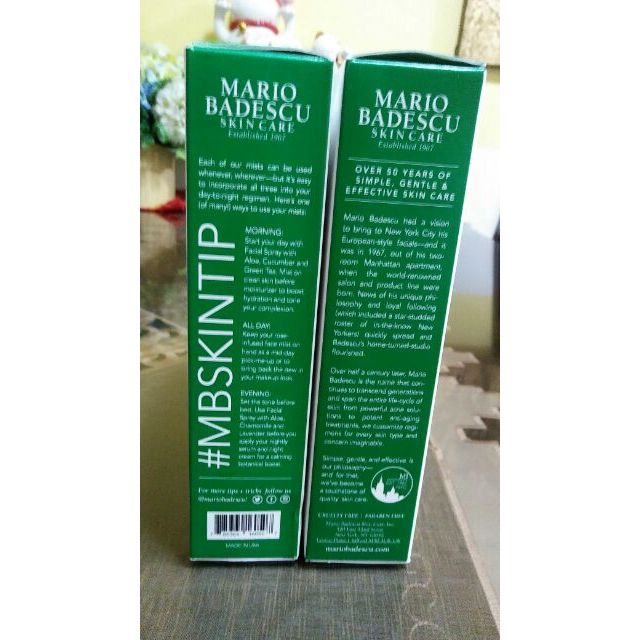 MARIO
BADESCU
SKIN CARE
Established 1967
Each of our mists can be used
whenever, wherever—but it's easy
to incorporate all three into your
day-to-night regimen. Here's one
(of many!) ways to use your mists:
#MBSKINTIP
MORNING:
Start your day with
Facial Spray with
Aloe, Cucumber and
Green Tea. Mist on
clean skin before
moisturizer to boost
hydration and tone
your complexion.
ALL DAY:
Keep your rose-
infused face mist on
hand as a mid-day
pick-me-up or to
bring back the dew in
your makeup look.
EVENING:
Set the tone before
bed. Use Facial
Spray with Aloe,
Chamomile and
Lavender before you
apply your nightly
serum and night
cream for a calming
botanical boost.
For more tips + tricks, follow us
@mariobadescu!
MADE IN USA
MARIO
BADESCU
SKIN CARE
Established 1967
OVER 50 YEARS OF
SIMPLE, GENTLE &
EFFECTIVE SKIN CARE
Mario Badescu had a vision
to bring to New York City his
European-style facials—and it
was in 1967, out of his two-
room Manhattan apartment,
when the world-renowned
salon and product line were
born. News of his unique phi-
losophy and loyal following
(which included a star-studded
roster of in-the-know New
Yorkers) quickly spread and
Badescu's home-turned-studio
flourished.
Over half a century later, Mario
Badescu is the name that con-
tinues to transcend generations
and span the entire life-cycle of
skin: from powerful acne solu-
tions to potent anti-aging
treatments, we customize regi-
mens for every skin type and
concern imaginable.
Simple, gentle, and effective is
our philosophy—
and for that,
we've become
a touchstone of
quality skin care.
CRUELTY FREE | PARABEN FREE
Mario Badescu Skin Care, Inc.
New York, NY
mariobadescu.com